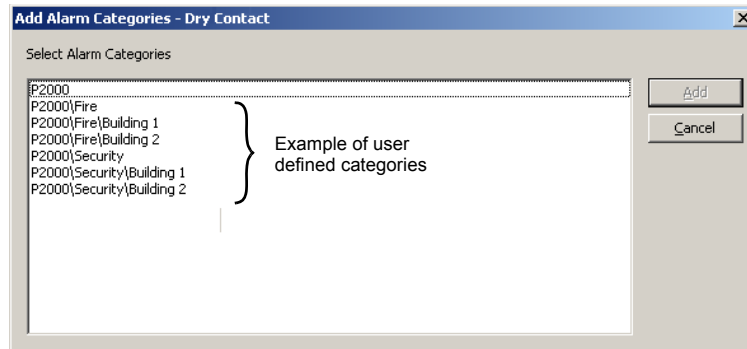 Add Alarm Categories - Dry Contact
Select Alarm Categories
P2000
P2000\Fire
P2000\Fire\Building 1
P2000\Fire\Building 2
P2000\Security
P2000\Security\Building 1
P2000\Security\Building 2
Example of user
defined categories
Add
Cancel